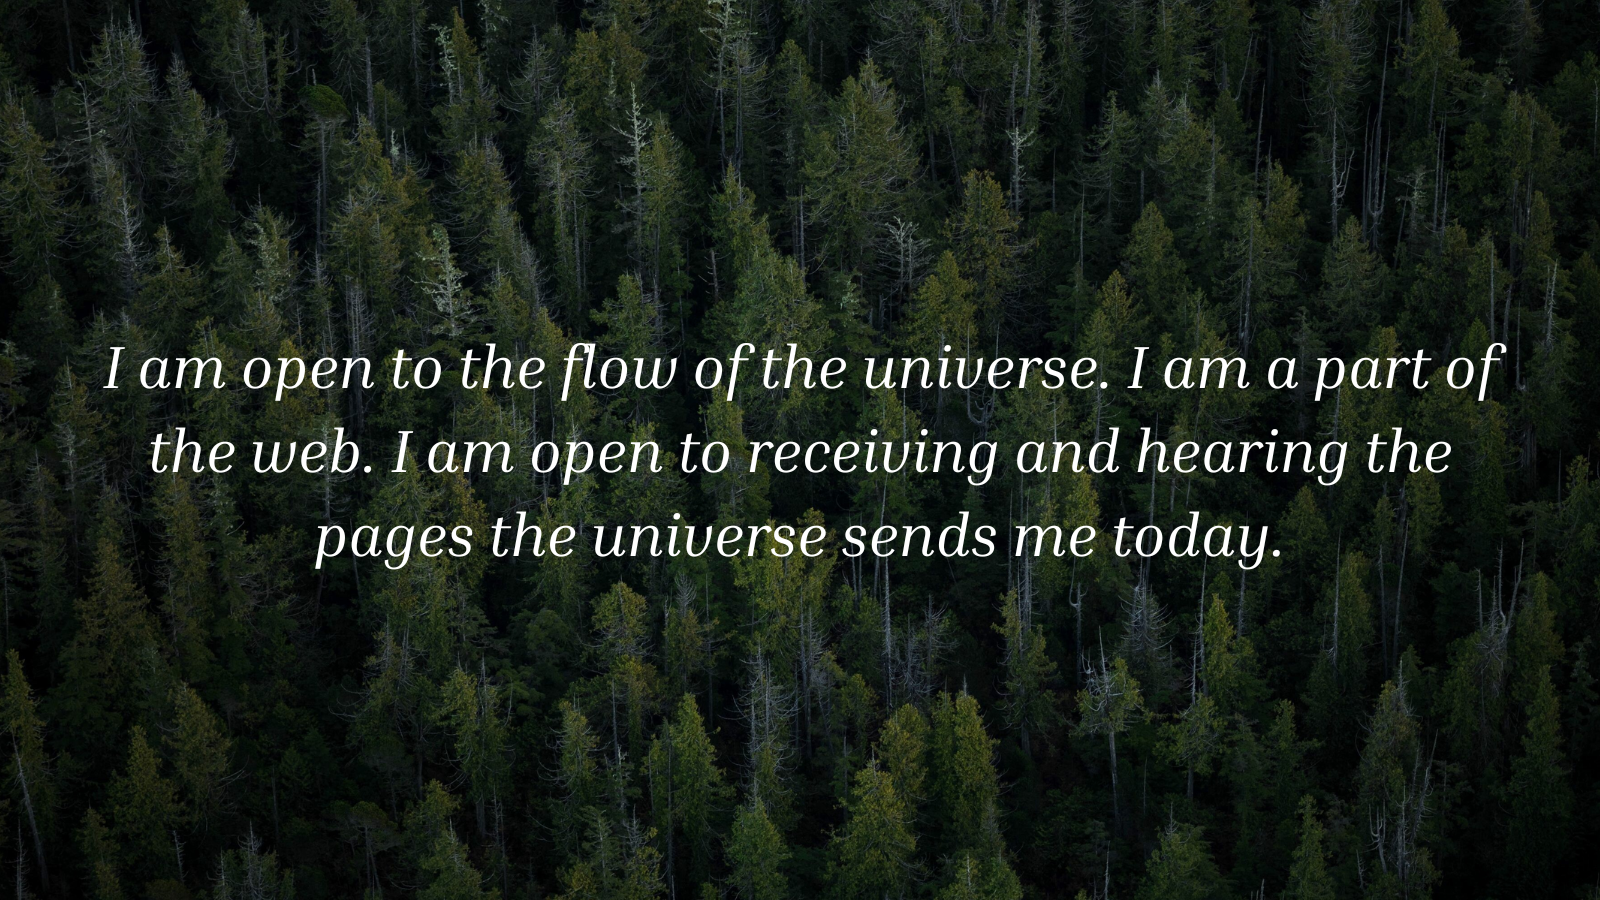 I am open to the flow of the universe. I am a part of
the web. I am open to receiving and hearing the
pages the universe sends me today.